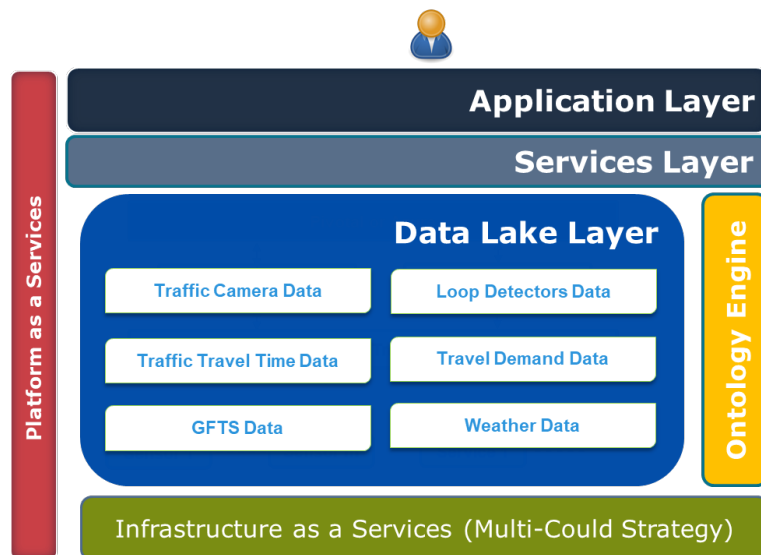 Application Layer
Services Layer
Platform as a Services
Data Lake Layer
Traffic Camera Data
Loop Detectors Data
Traffic Travel Time Data
Travel Demand Data
GFTS Data
Weather Data
Ontology Engine
Infrastructure as a Services (Multi-Could Strategy)